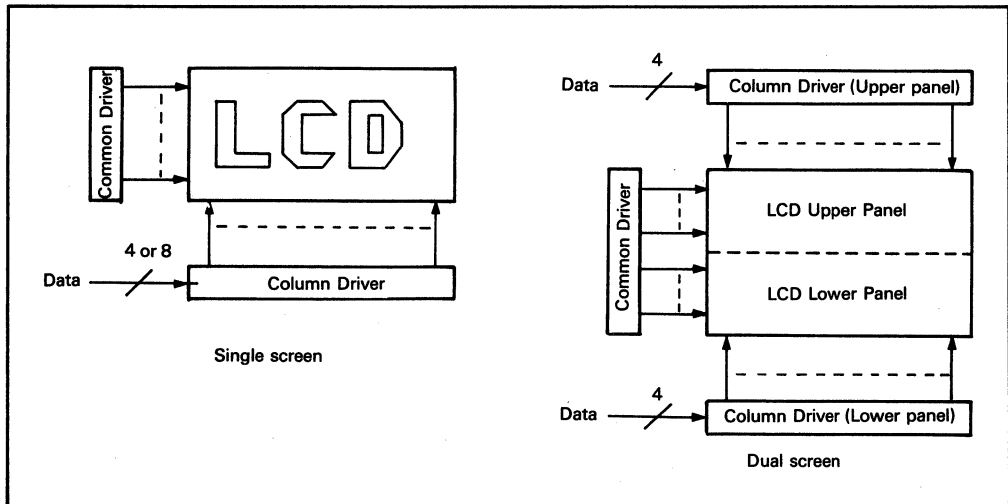 Common Driver
LCD
4 or 8
Data
Column Driver
Single screen
4
Data
Column Driver (Upper panel)
Common Driver
LCD Upper Panel
LCD Lower Panel
4
Data
Column Driver (Lower panel)
Dual screen